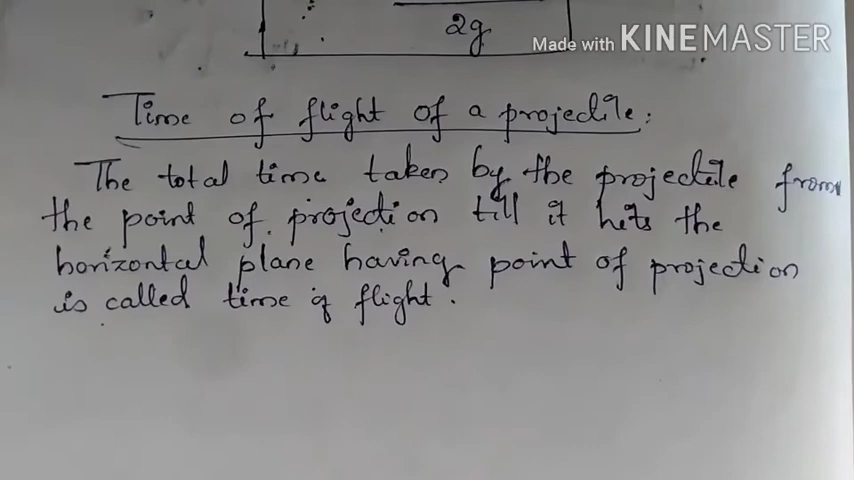 2g
Made with KINEMASTER
Time of flight of a projectile:
The total time taken by the projectile from
the point of projection till it hits the
horizontal plane having point of projection
is called time of flight.